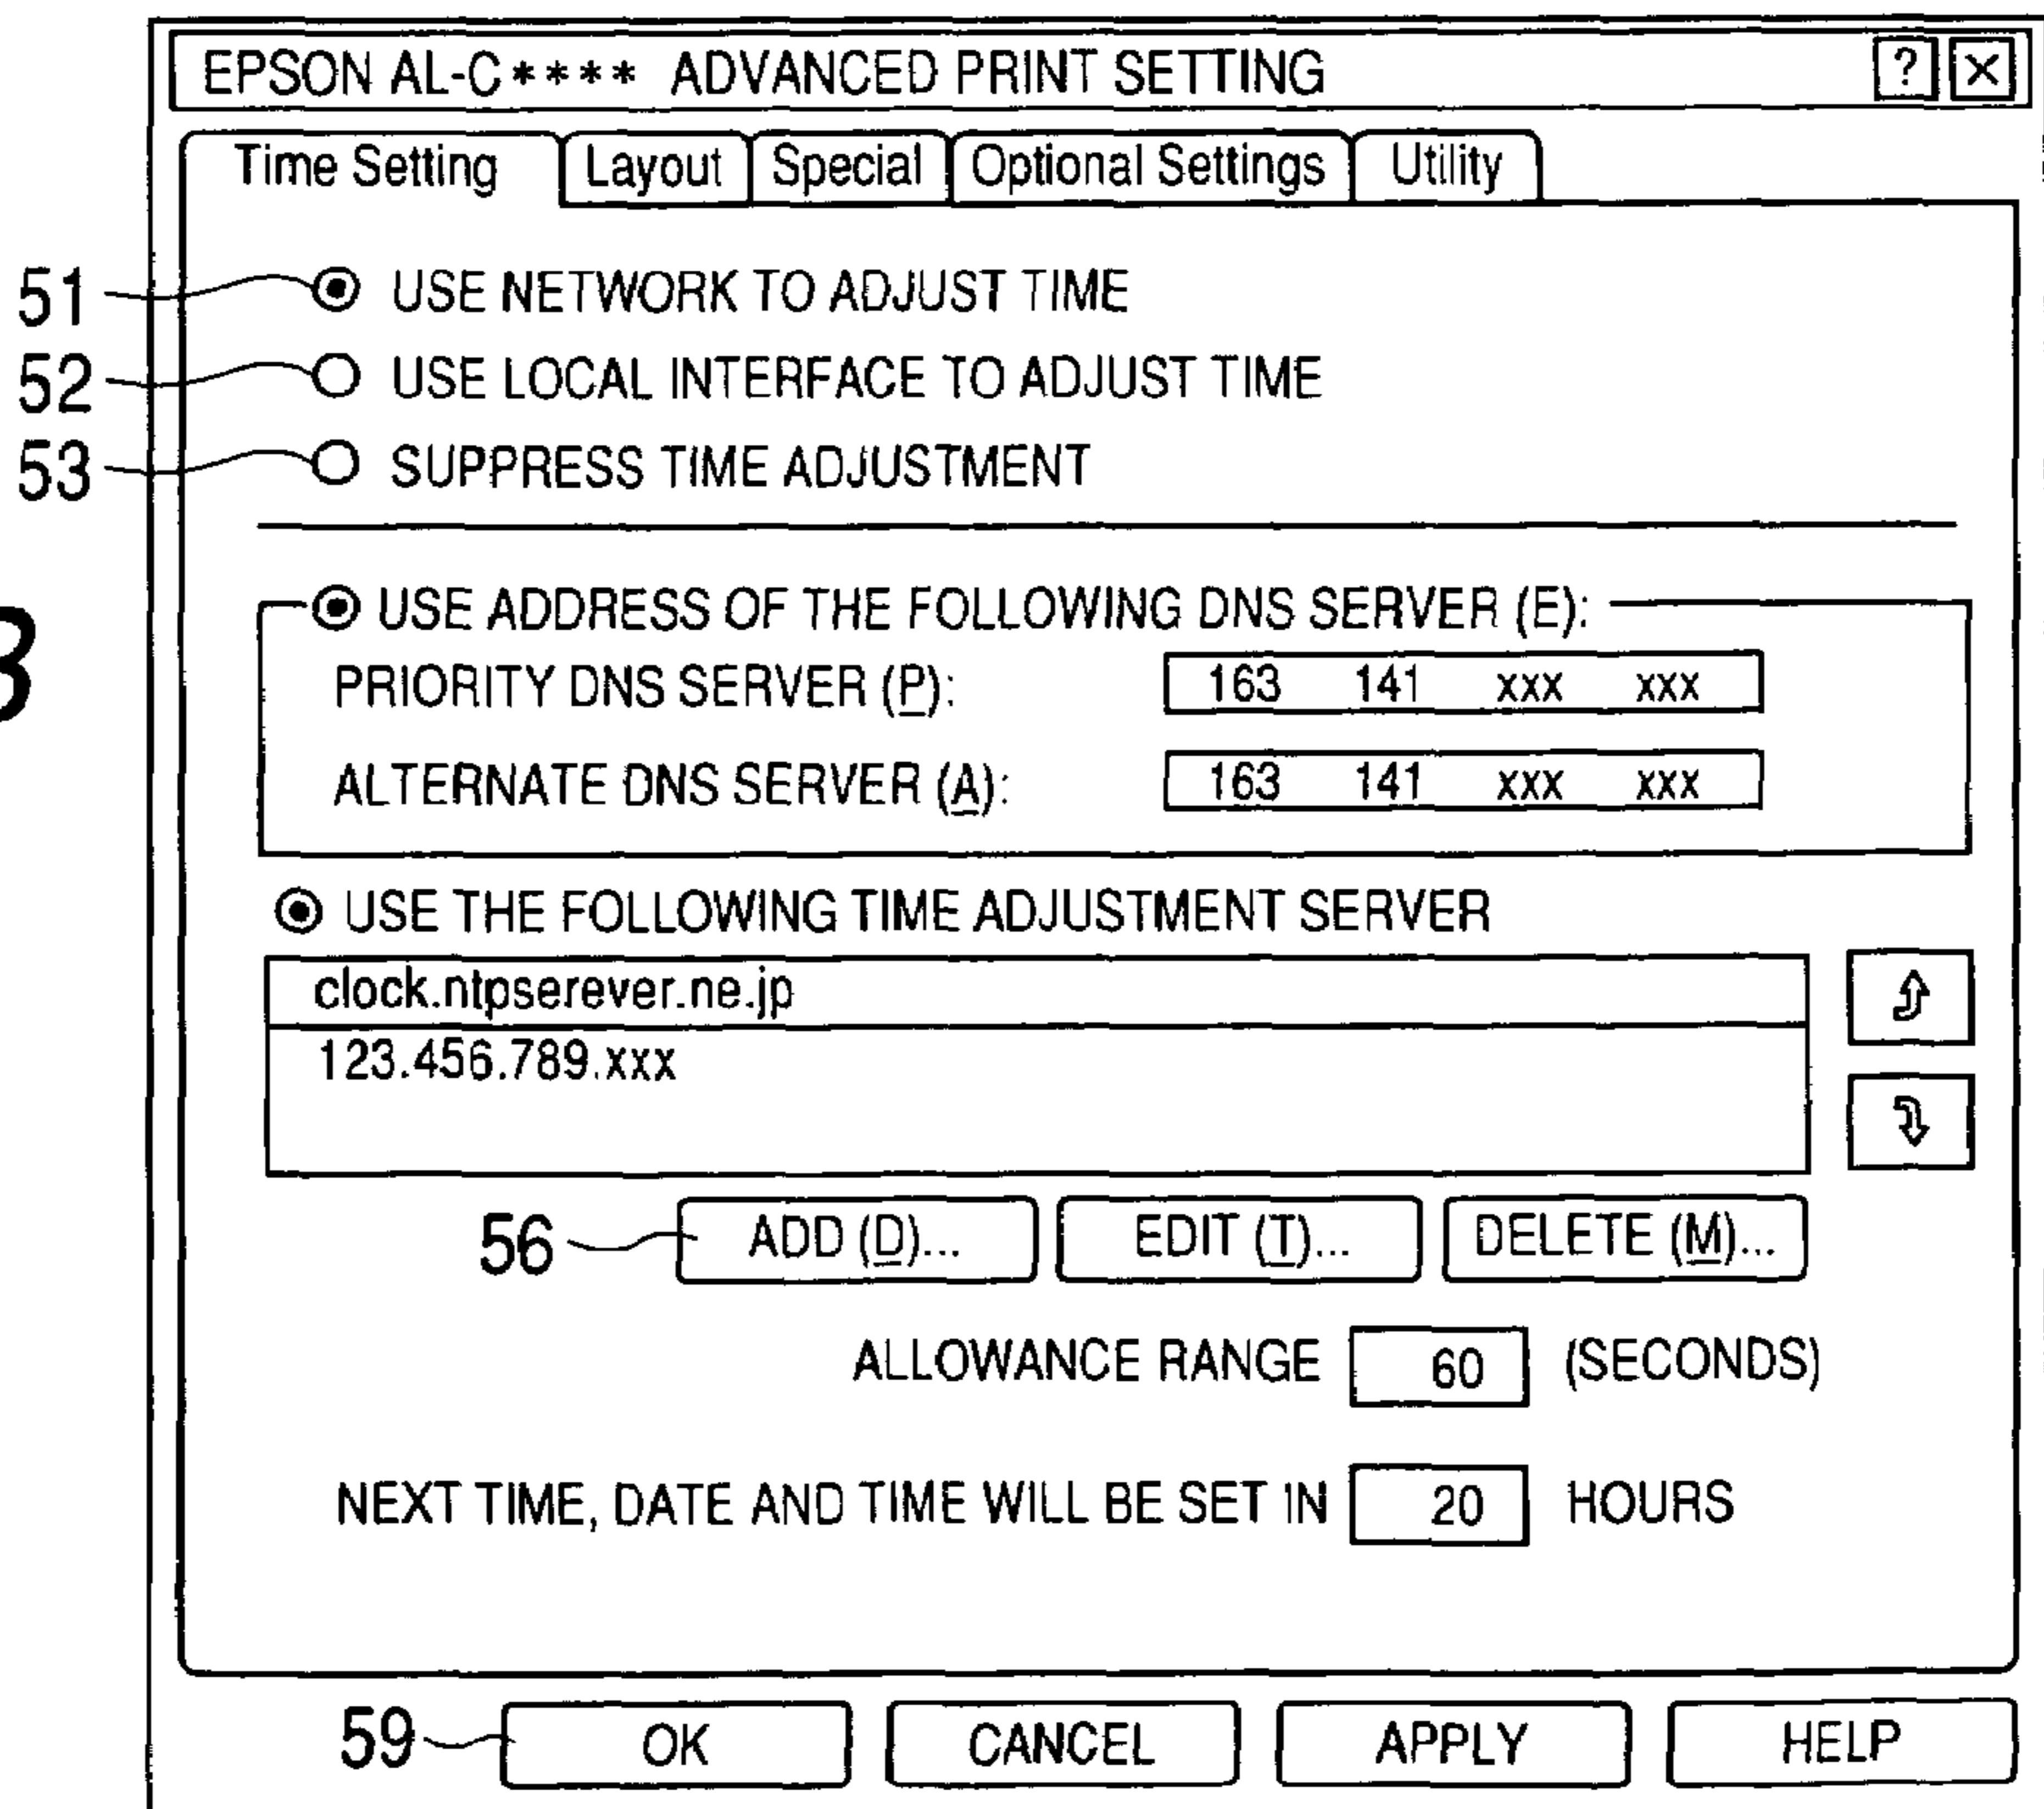 EPSON AL-C**** ADVANCED PRINT SETTING ? X
Time Setting Layout Special Optional Settings Utility
51 USE NETWORK TO ADJUST TIME
52 USE LOCAL INTERFACE TO ADJUST TIME
53 SUPPRESS TIME ADJUSTMENT
USE ADDRESS OF THE FOLLOWING DNS SERVER (E):
PRIORITY DNS SERVER (P): 163 141 xxx xxx
ALTERNATE DNS SERVER (A): 163 141 xxx xxx
USE THE FOLLOWING TIME ADJUSTMENT SERVER
clock.ntpserever.ne.jp
123.456.789.xxx
56 ADD (D)... EDIT (T)... DELETE (M)...
ALLOWANCE RANGE 60 (SECONDS)
NEXT TIME, DATE AND TIME WILL BE SET IN 20 HOURS
59 OK CANCEL APPLY HELP